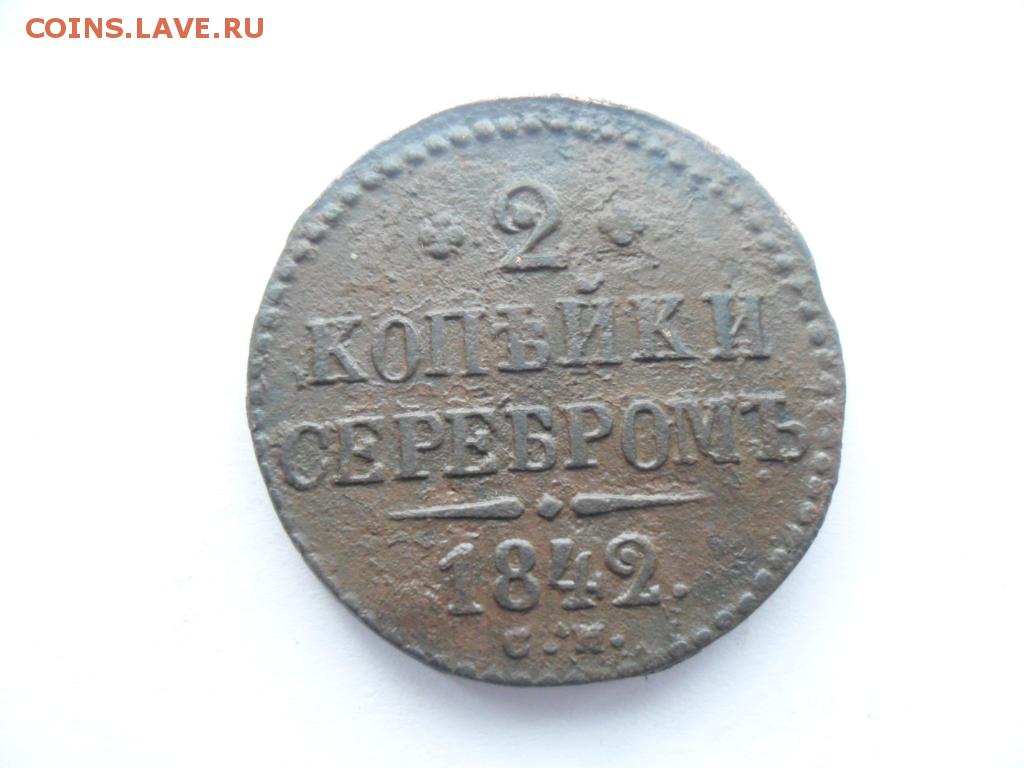 COINS.LAVE.RU
2
КОПѢЙКИ
СЕРЕБРОМЪ
1842.